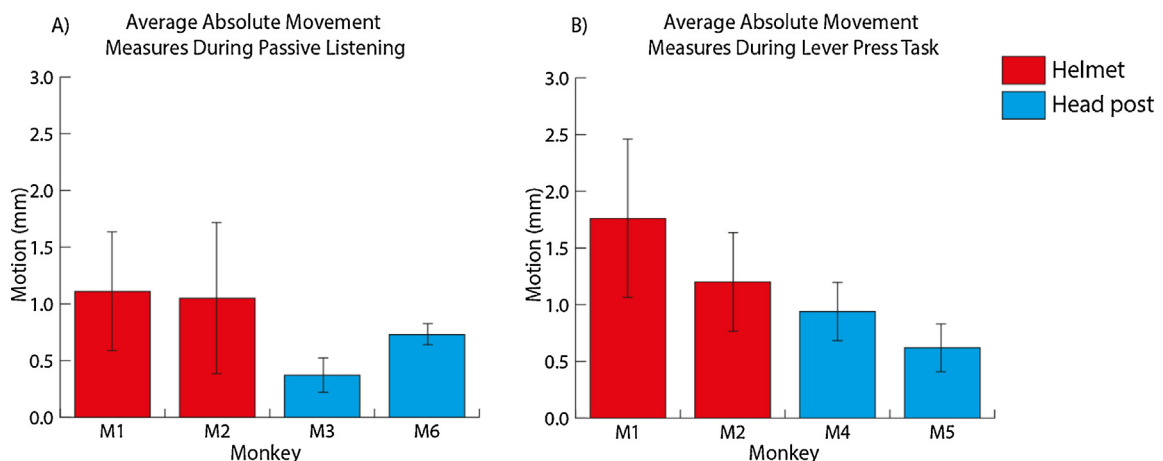 A)
Average Absolute Movement
Measures During Passive Listening
3.0
2.5
2.0
1.5
1.0
0.5
0.0
Motion (mm)
M1 M2 M3 M6
Monkey
B)
Average Absolute Movement
Measures During Lever Press Task
3.0
2.5
2.0
1.5
1.0
0.5
0.0
Motion (mm)
M1 M2 M4 M5
Monkey
Helmet
Head post